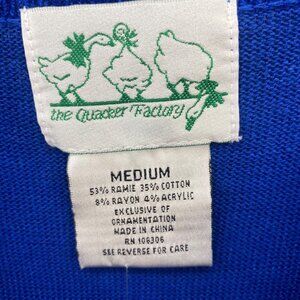 the Quacker Factory
MEDIUM
53% RAMIE 35% COTTON
8% RAYON 4% ACRYLIC
EXCLUSIVE OF
ORNAMENTATION
MADE IN CHINA
RN 108306
SEE REVERSE FOR CARE